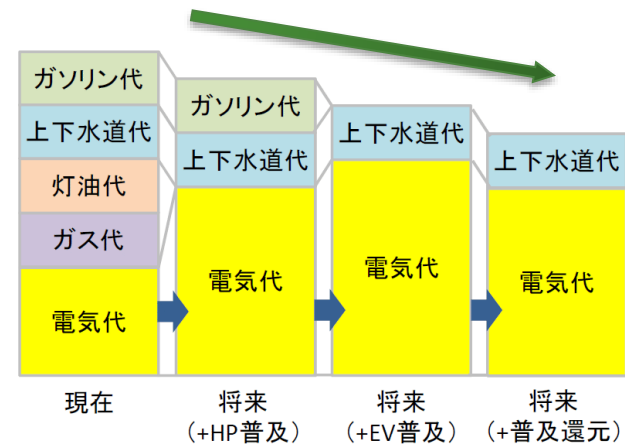 ガソリン代
上下水道代
灯油代
ガス代
電気代
現在
ガソリン代
上下水道代
電気代
将来
（+HP普及）
上下水道代
電気代
将来
（+EV普及）
上下水道代
電気代
将来
（+普及還元）